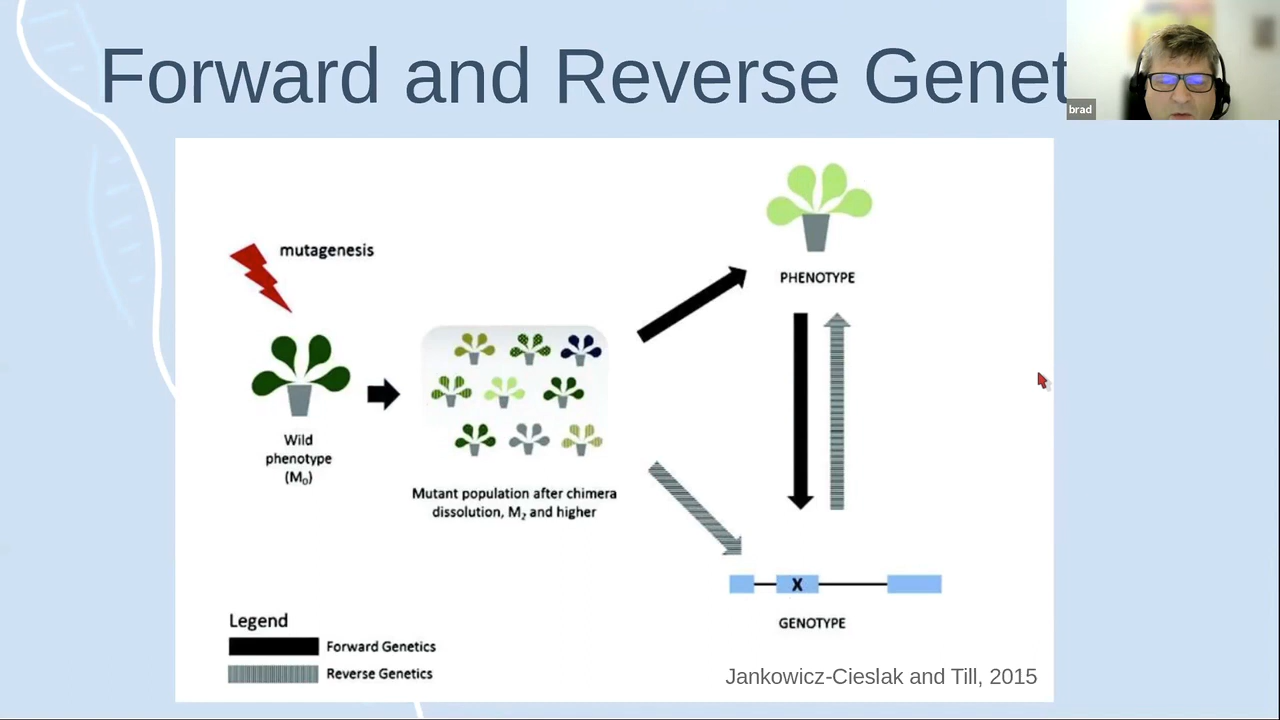 Forward and Reverse Genet
brad
mutagenesis
PHENOTYPE
Wild
phenotype
(M₀)
Mutant population after chimera
dissolution, M₂ and higher
X
GENOTYPE
Legend
Forward Genetics
Reverse Genetics
Jankowicz-Cieslak and Till, 2015